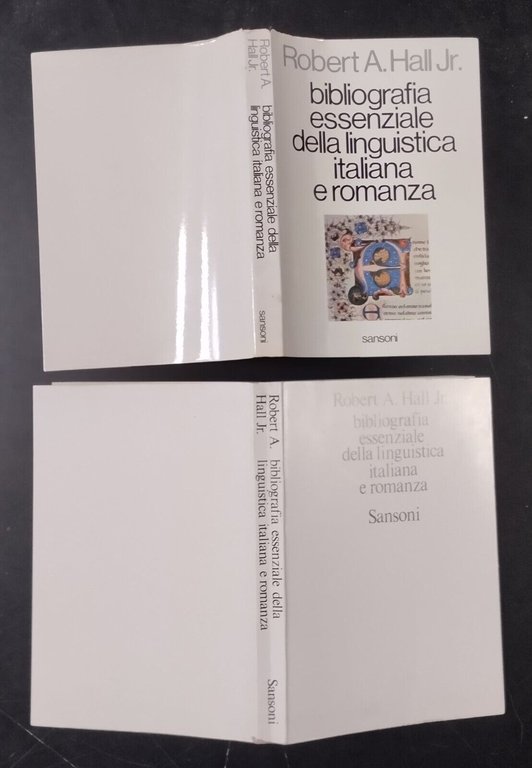 Robert A.
Hall Jr.
bibliografia essenziale della
linguistica italiana e romanza
sansoni
Robert A. Hall Jr.
bibliografia
essenziale
della linguistica
italiana
e romanza
sansoni
Robert A.
Hall Jr.
bibliografia essenziale della
linguistica italiana e romanza
Sansoni
Robert A. Hall Jr.
bibliografia
essenziale
della linguistica
italiana
e romanza
Sansoni